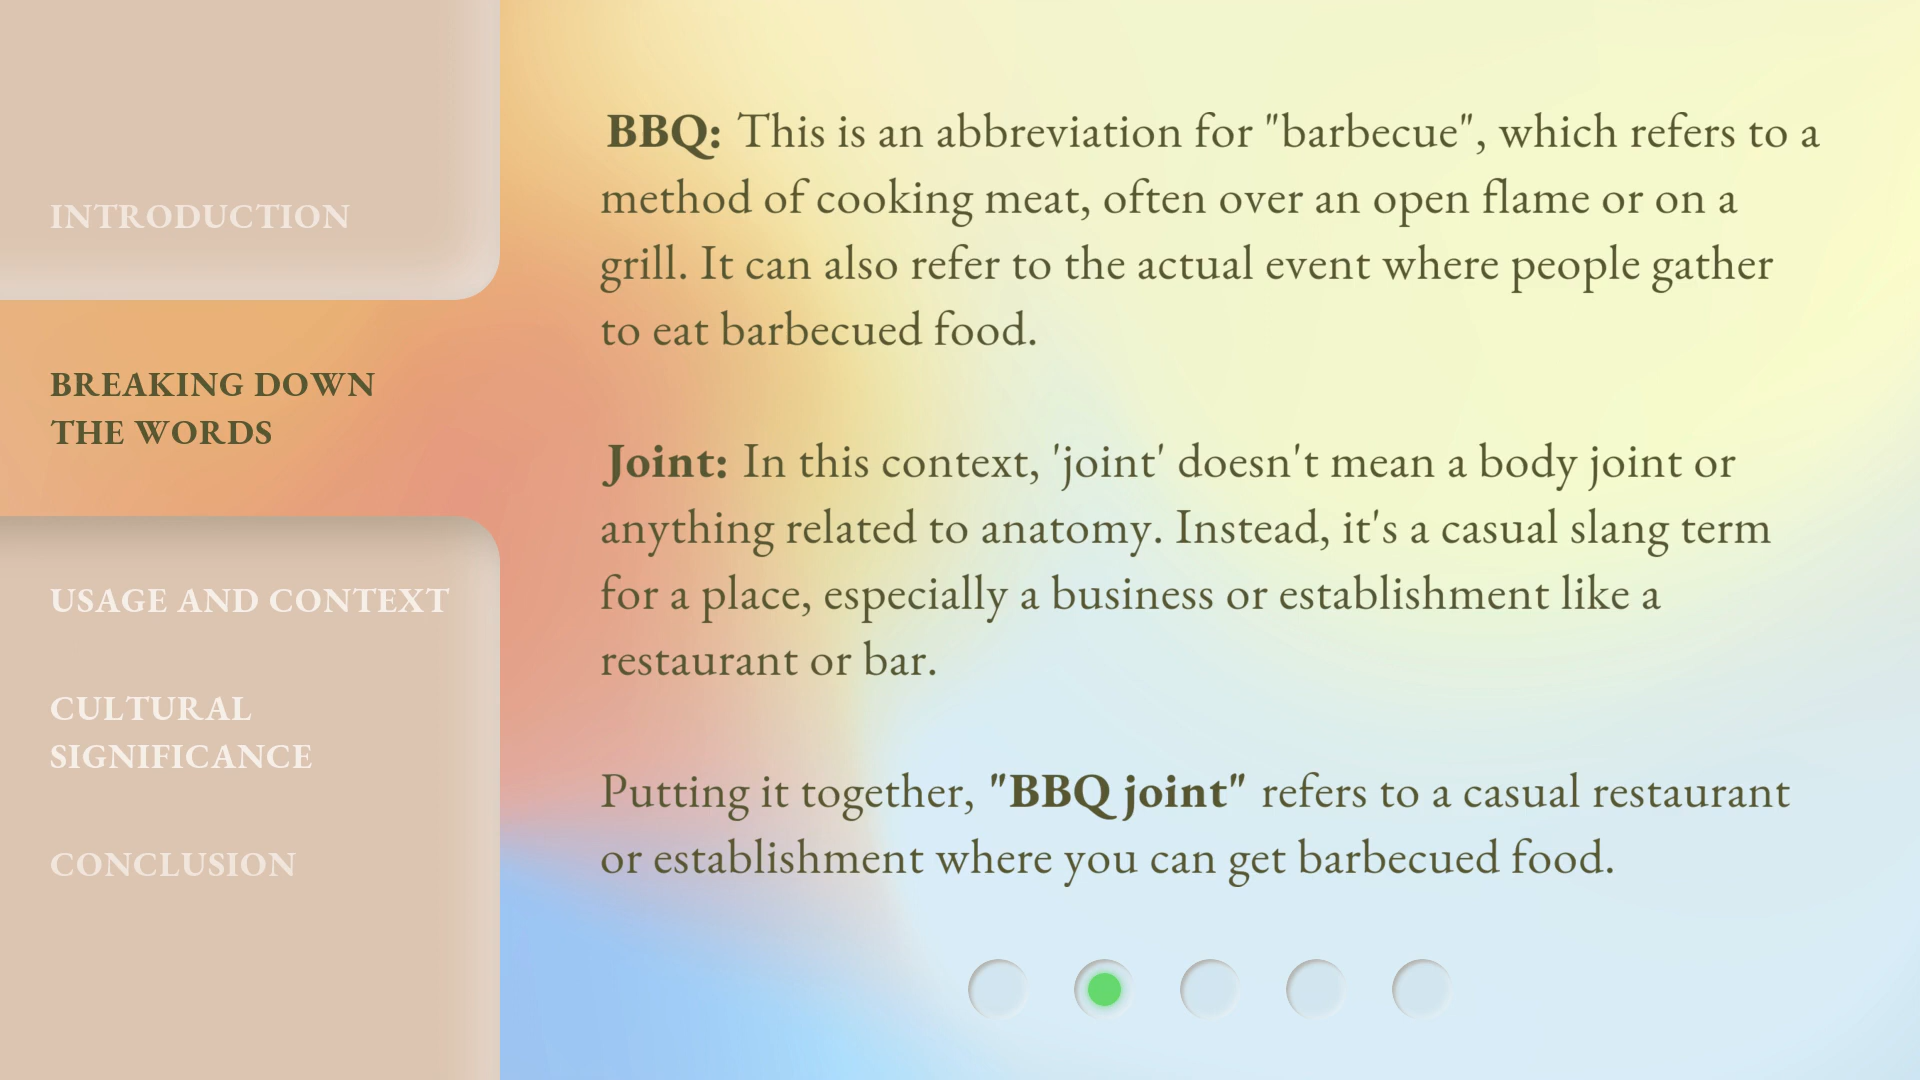 INTRODUCTION
BREAKING DOWN
THE WORDS
USAGE AND CONTEXT
CULTURAL
SIGNIFICANCE
CONCLUSION
BBQ: This is an abbreviation for "barbecue", which refers to a
method of cooking meat, often over an open flame or on a
grill. It can also refer to the actual event where people gather
to eat barbecued food.
Joint: In this context, 'joint' doesn't mean a body joint or
anything related to anatomy. Instead, it's a casual slang term
for a place, especially a business or establishment like a
restaurant or bar.
Putting it together, "BBQ joint" refers to a casual restaurant
or establishment where you can get barbecued food.